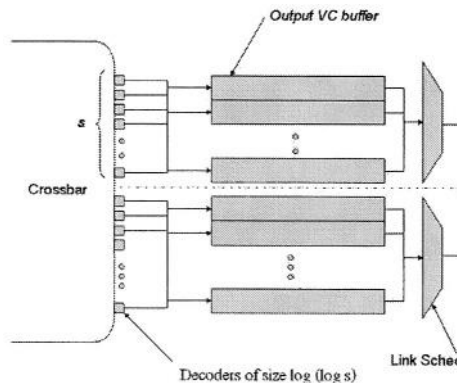 Output VC buffer
s
Crossbar
Link Sched
Decoders of size log (log s)